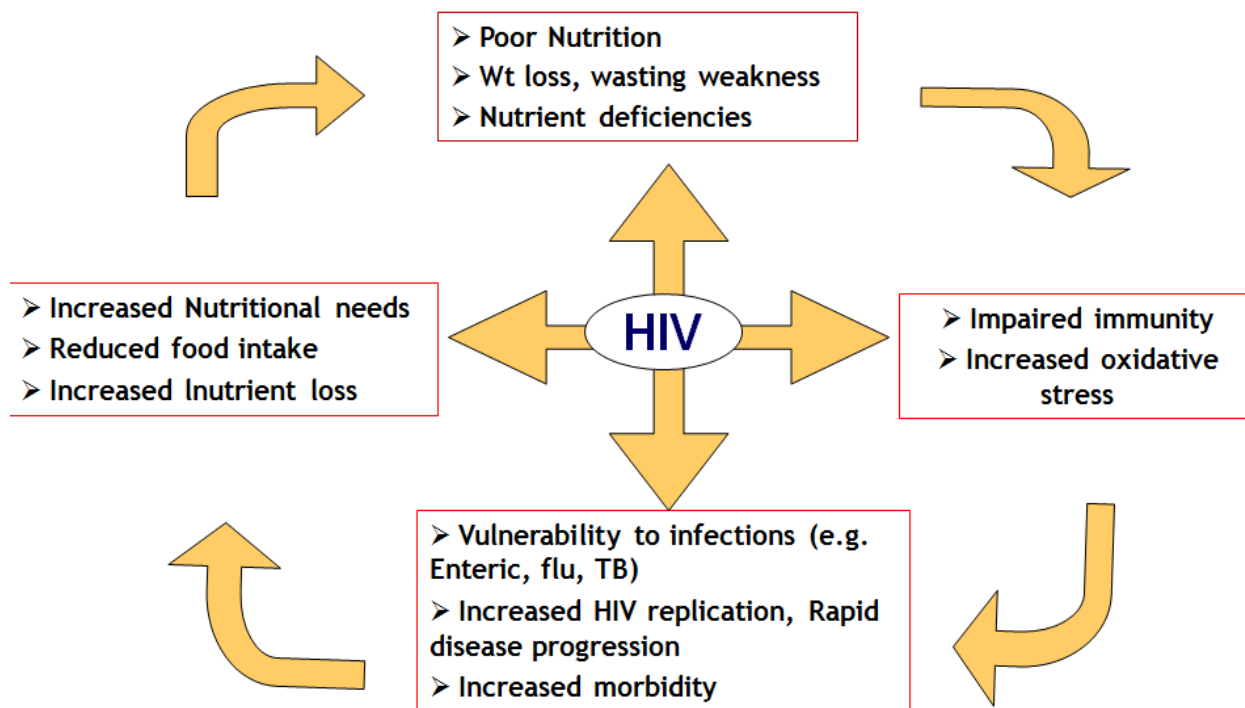 ➢ Poor Nutrition
➢ Wt loss, wasting weakness
➢ Nutrient deficiencies
➢ Increased Nutritional needs
➢ Reduced food intake
➢ Increased lnutrient loss
HIV
➢ Impaired immunity
➢ Increased oxidative
stress
➢ Vulnerability to infections (e.g.
Enteric, flu, TB)
➢ Increased HIV replication, Rapid
disease progression
➢ Increased morbidity